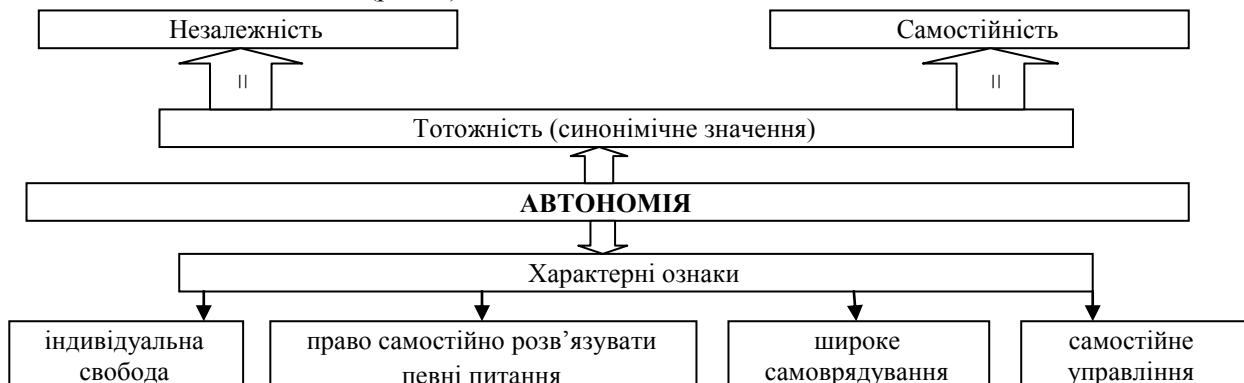 Незалежність
Самостійність
=
=
Тотожність (синонімічне значення)
АВТОНОМІЯ
Характерні ознаки
індивідуальна
свобода
право самостійно розв’язувати
певні питання
широке
самоврядування
самостійне
управління